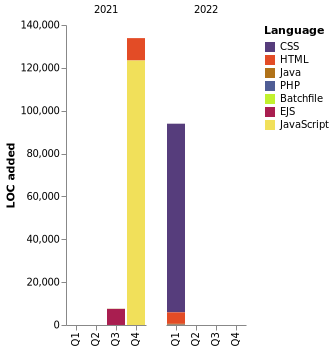 2021
2022
LOC added
140,000
120,000
100,000
80,000
60,000
40,000
20,000
0
Q1
Q2
Q3
Q4
Q1
Q2
Q3
Q4
Language
CSS
HTML
Java
PHP
Batchfile
EJS
JavaScript